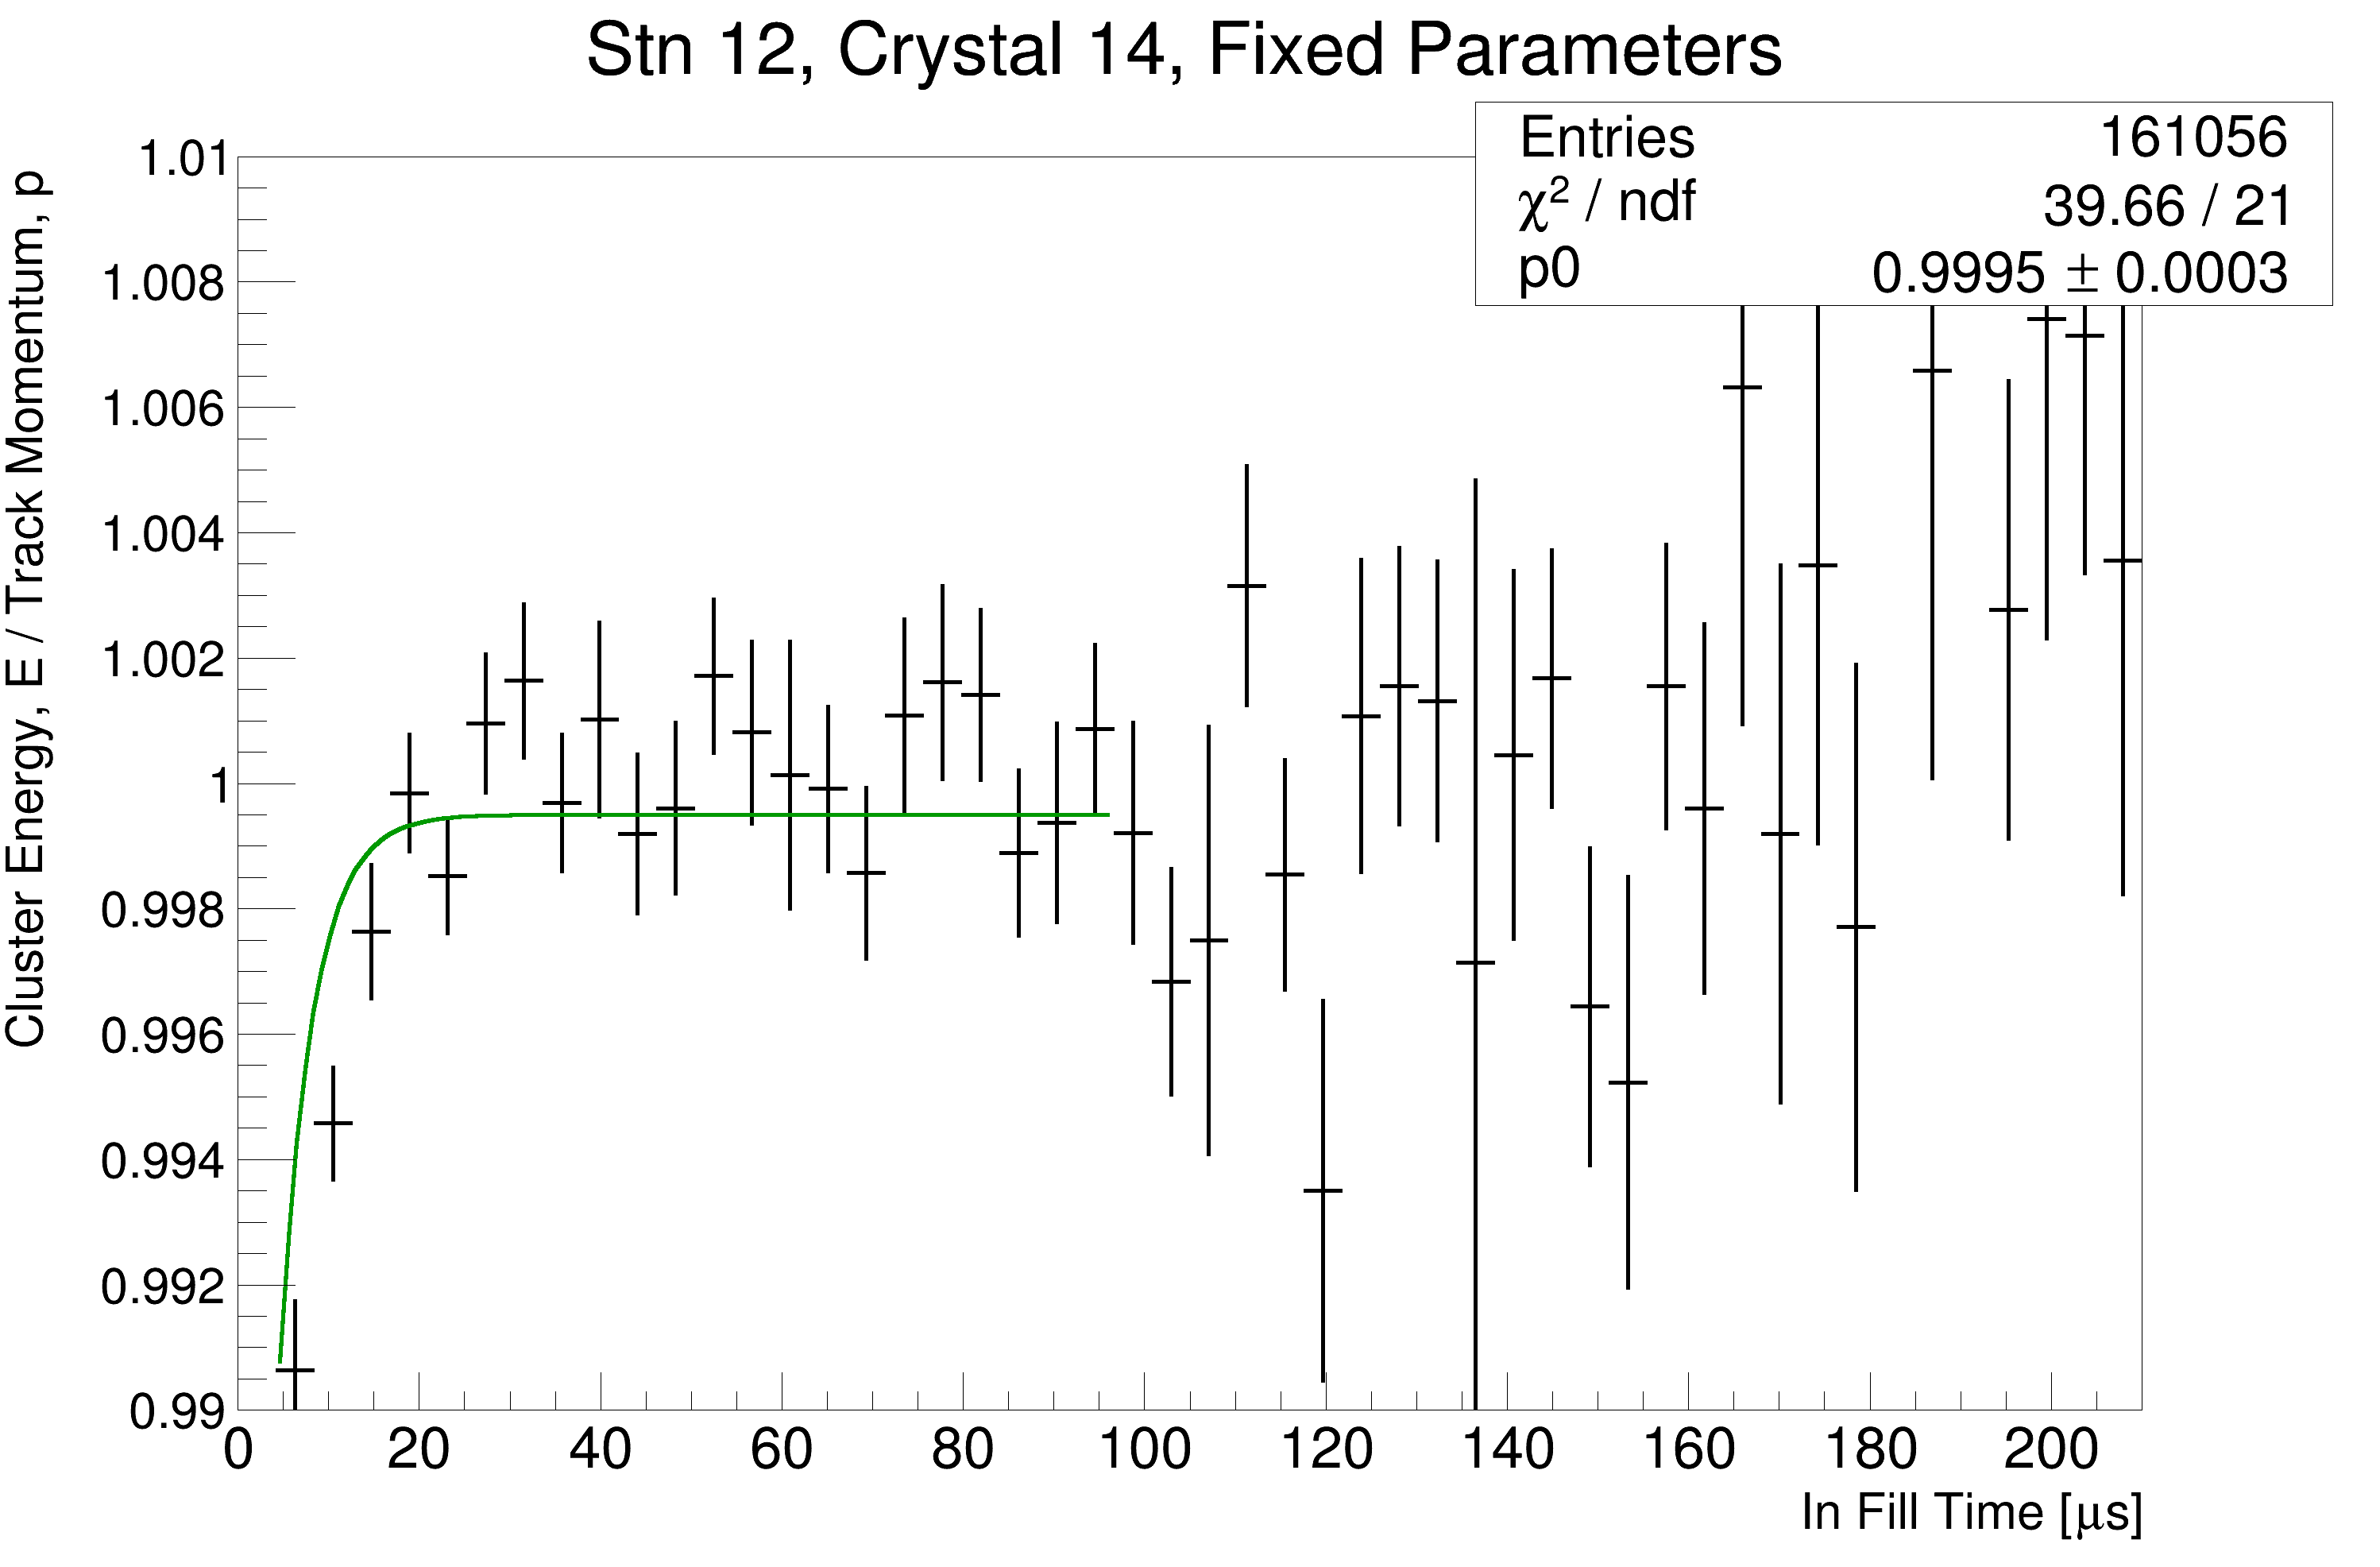 Stn 12, Crystal 14, Fixed Parameters
Entries 161056
χ² / ndf 39.66 / 21
p0 0.9995 ± 0.0003
Cluster Energy, E / Track Momentum, p
1.01
1.008
1.006
1.004
1.002
1
0.998
0.996
0.994
0.992
0.99
0 20 40 60 80 100 120 140 160 180 200
In Fill Time [μs]